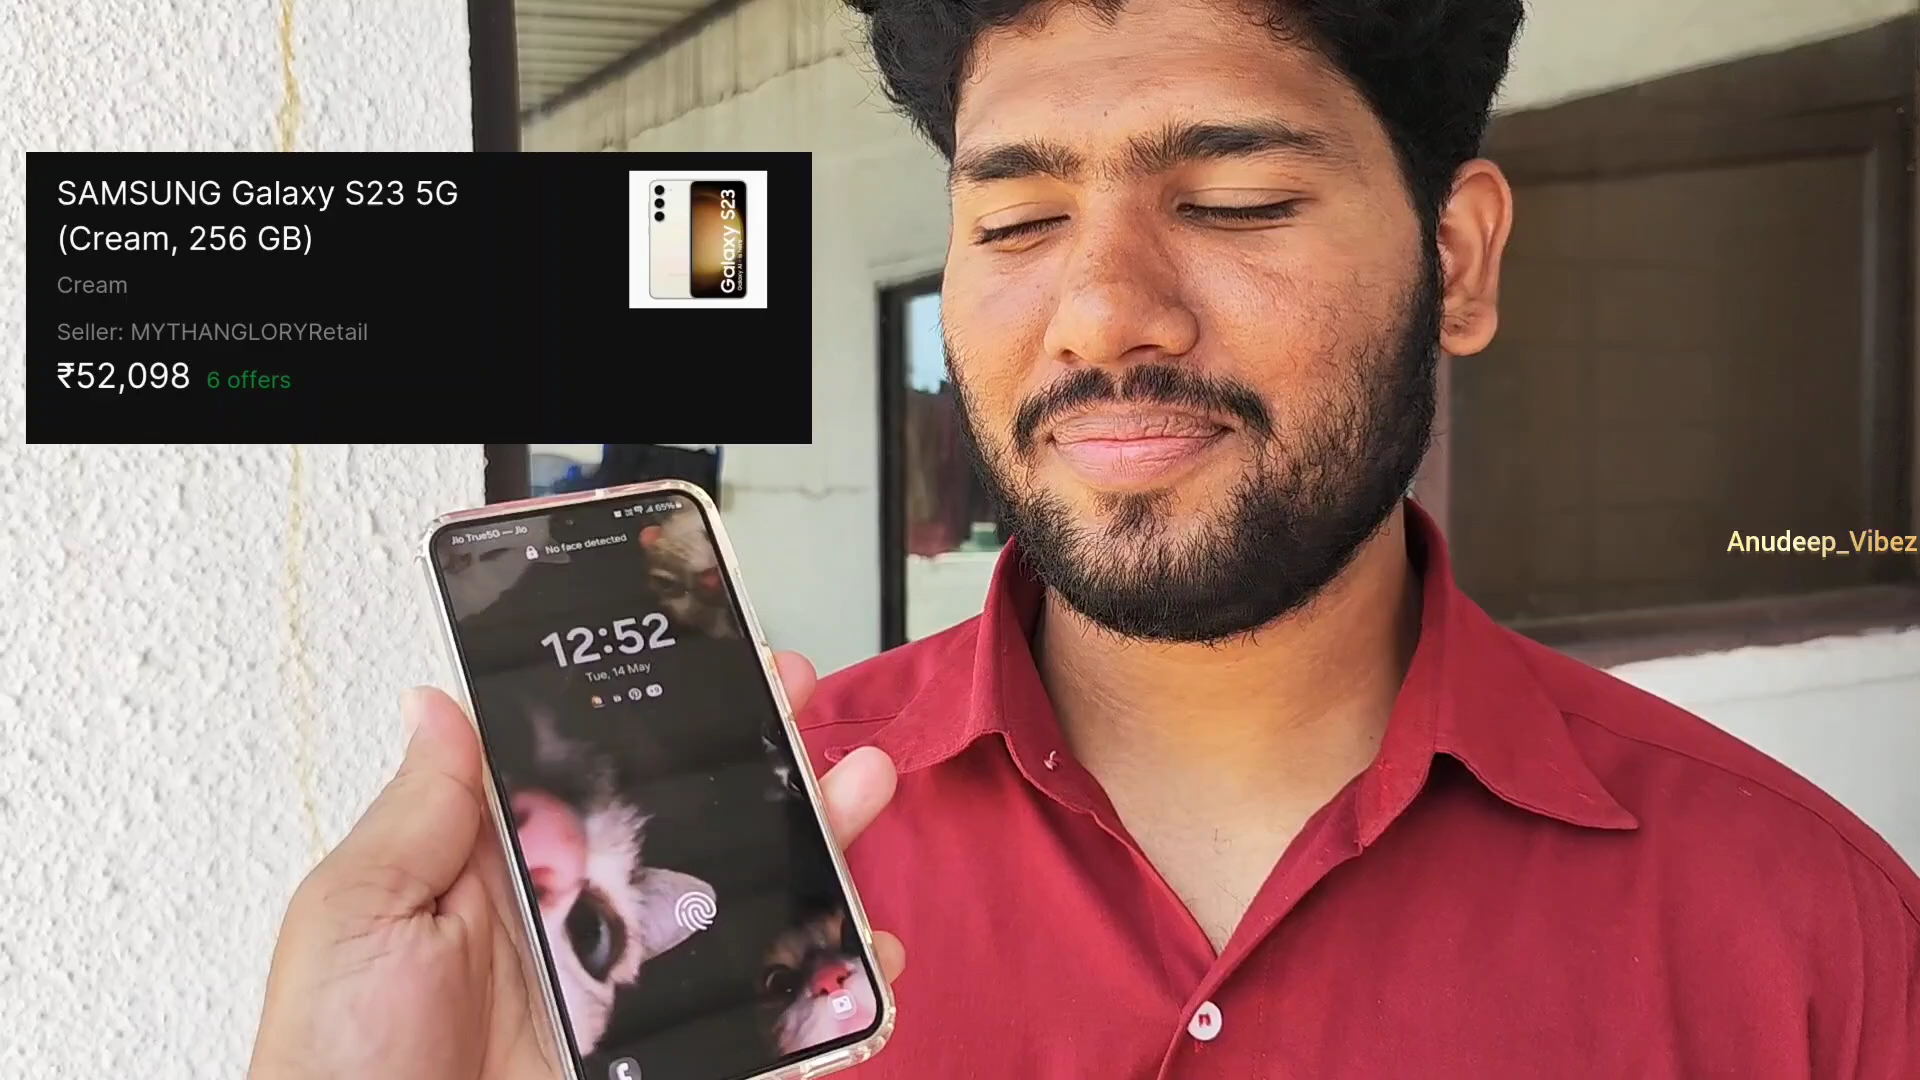 SAMSUNG Galaxy S23 5G
(Cream, 256 GB)
Cream
Seller: MYTHANGLORYRetail
₹52,098 6 offers
Galaxy S23
Jio True5G — Jio
65%
No face detected
12:52
Tue, 14 May
Anudeep_Vibez